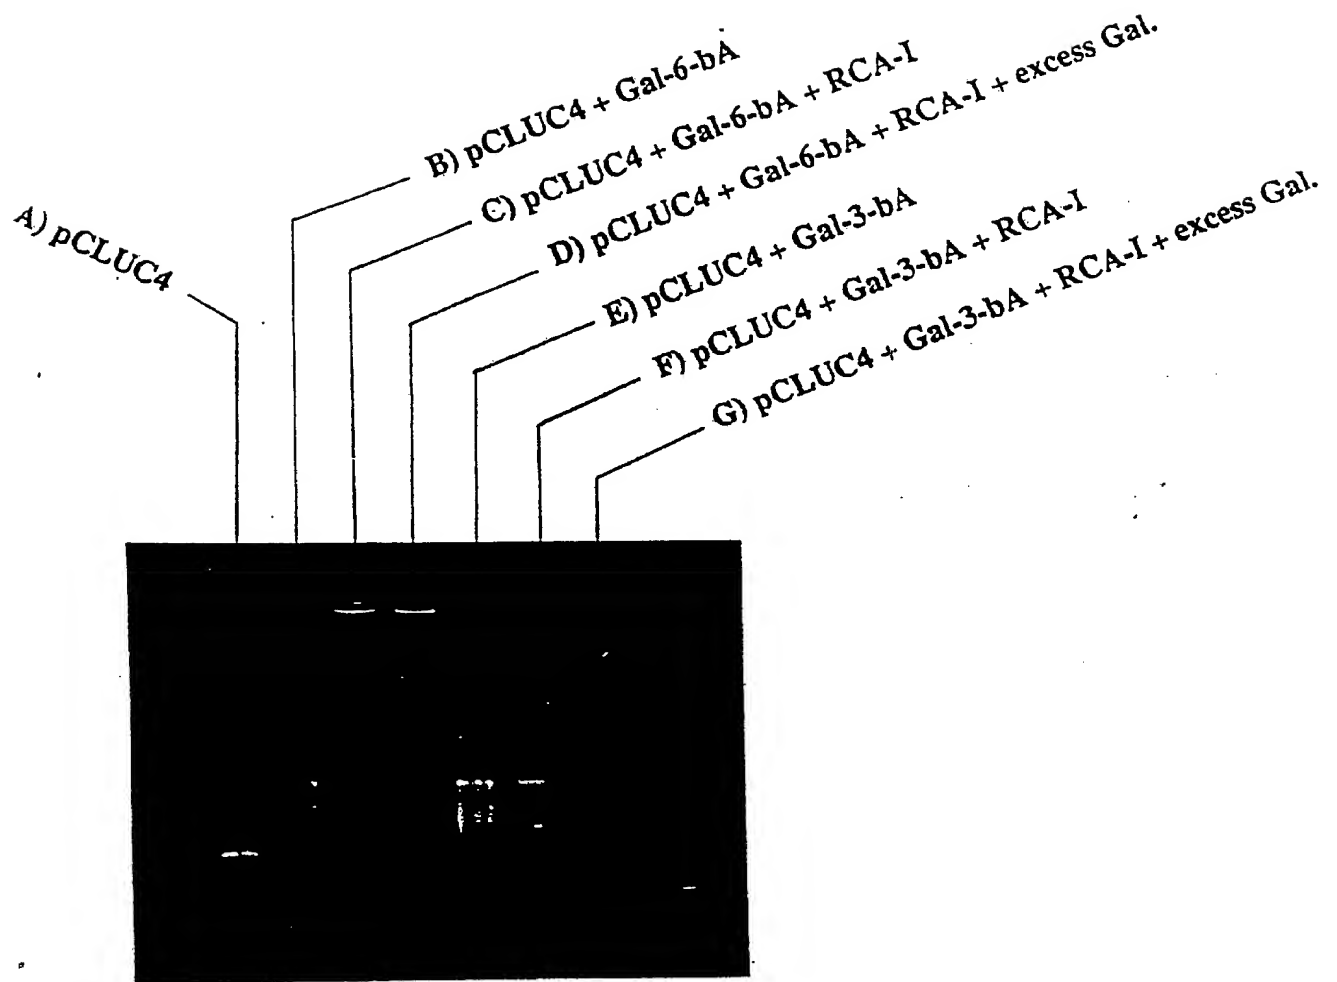 A) pCLUC4
B) pCLUC4 + Gal-6-bA
C) pCLUC4 + Gal-6-bA + RCA-I
D) pCLUC4 + Gal-6-bA + RCA-I + excess Gal.
E) pCLUC4 + Gal-3-bA
F) pCLUC4 + Gal-3-bA + RCA-I
G) pCLUC4 + Gal-3-bA + RCA-I + excess Gal.